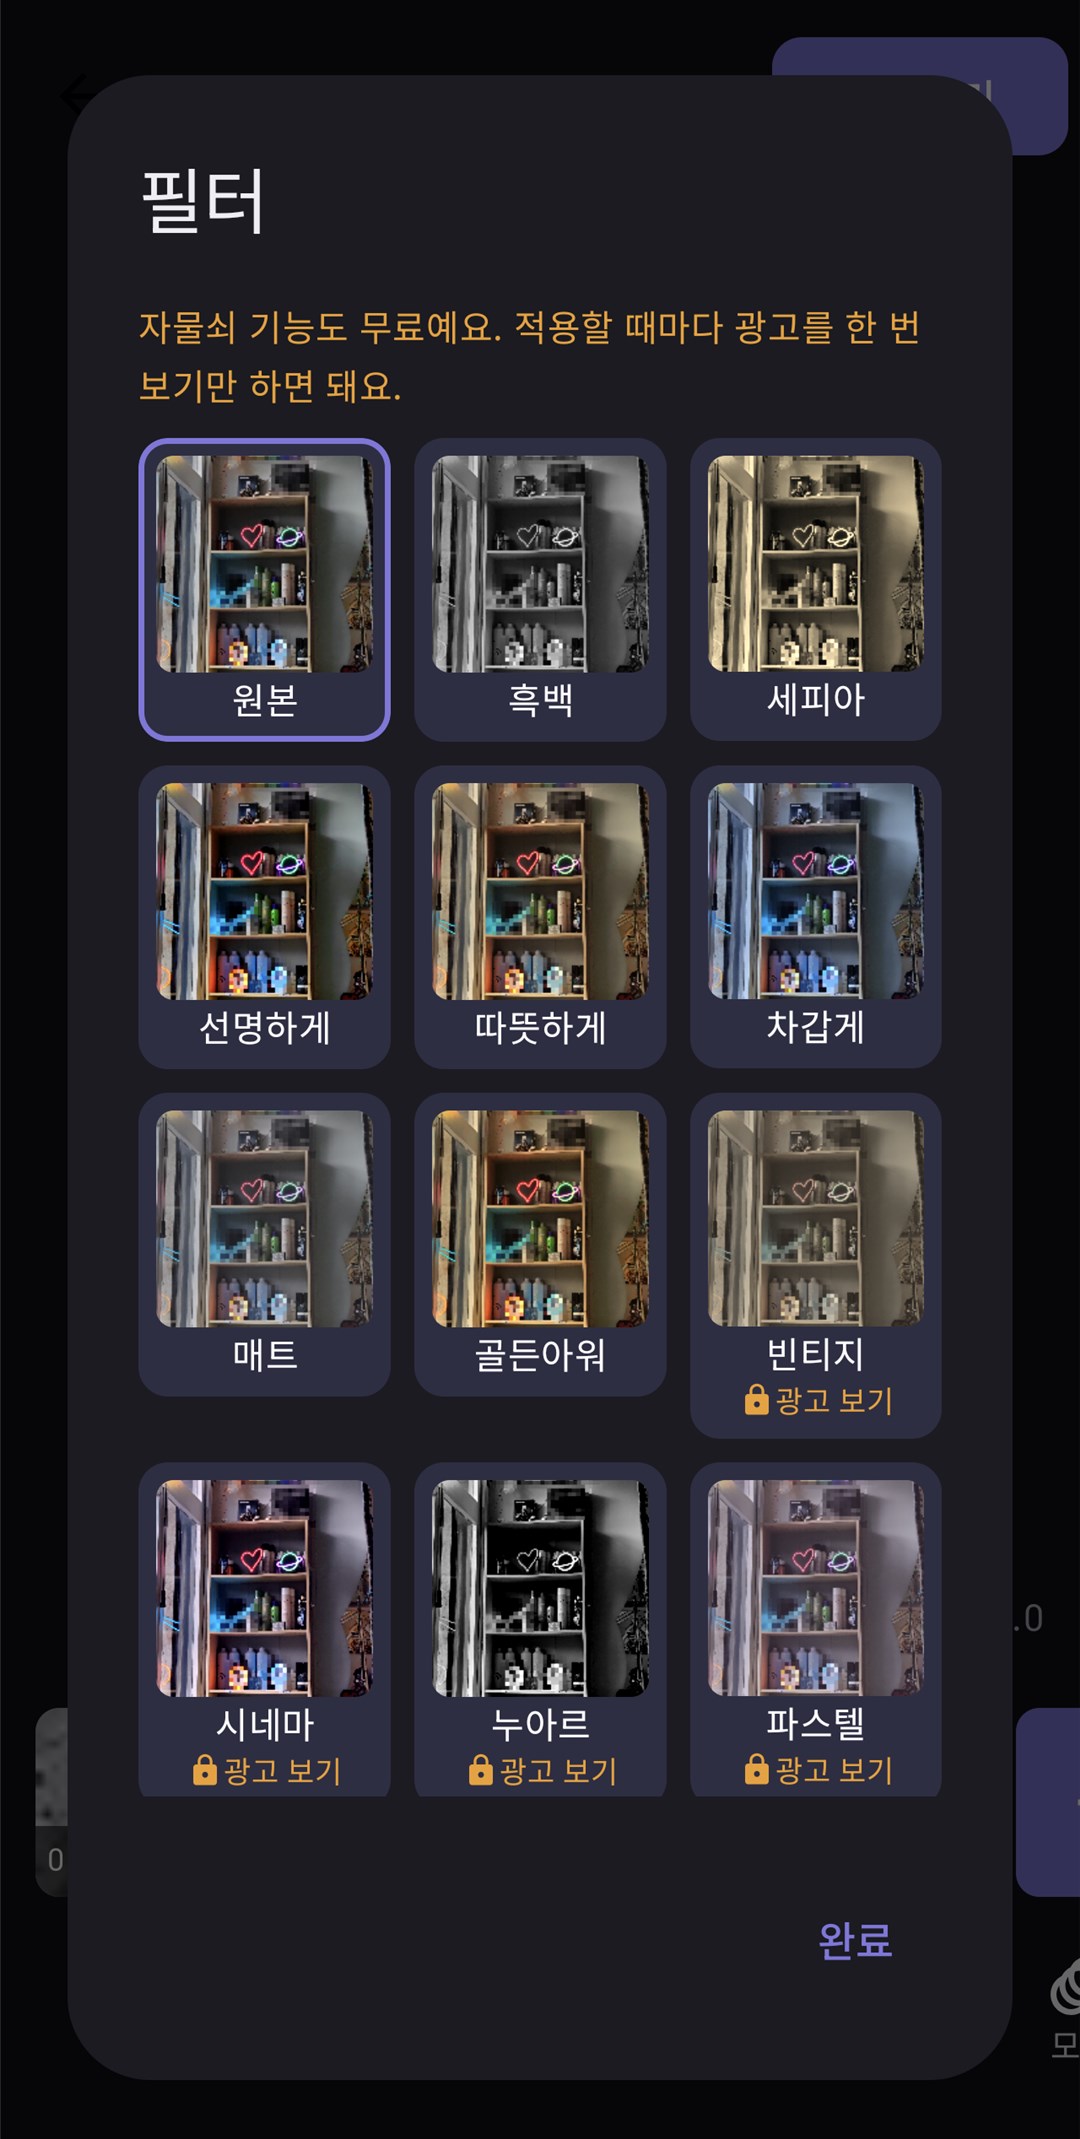 필터
자물쇠 기능도 무료예요. 적용할 때마다 광고를 한 번
보기만 하면 돼요.
원본
흑백
세피아
선명하게
따뜻하게
차갑게
매트
골든아워
빈티지
광고 보기
시네마
누아르
파스텔
광고 보기
광고 보기
광고 보기
.0
0
완료
모